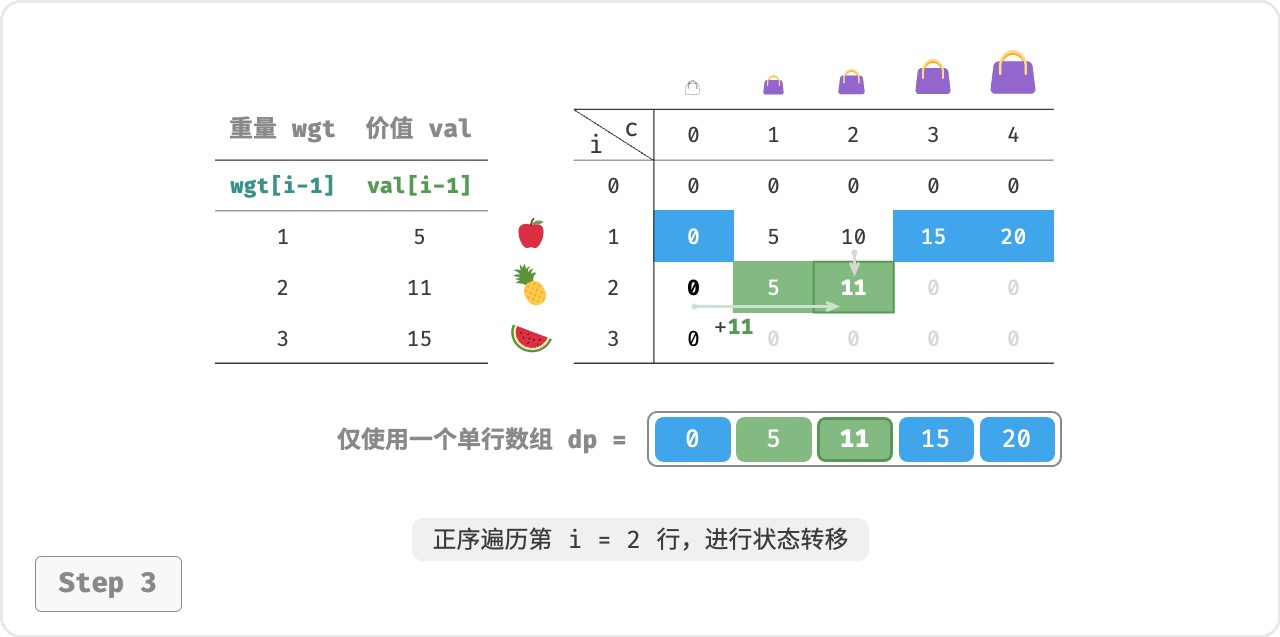 重量 wgt 价值 val
wgt[i-1] val[i-1]
1 5
2 11
3 15
i c 0 1 2 3 4
0 0 0 0 0 0
1 0 5 10 15 20
2 0 5 11 0 0
+11
3 0 0 0 0 0
仅使用一个单行数组 dp = 0 5 11 15 20
正序遍历第 i = 2 行，进行状态转移
Step 3